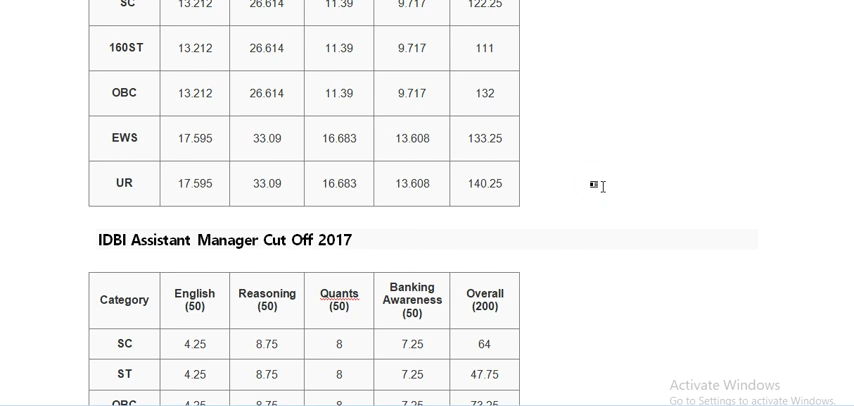 SC 13.212 26.614 11.39 9.717 122.25
160ST 13.212 26.614 11.39 9.717 111
OBC 13.212 26.614 11.39 9.717 132
EWS 17.595 33.09 16.683 13.608 133.25
UR 17.595 33.09 16.683 13.608 140.25
IDBI Assistant Manager Cut Off 2017
Category English (50) Reasoning (50) Quants (50) Banking Awareness (50) Overall (200)
SC 4.25 8.75 8 7.25 64
ST 4.25 8.75 8 7.25 47.75
OBC 4.25 8.75 8 7.25 73.25
Activate Windows
Go to Settings to activate Windows.